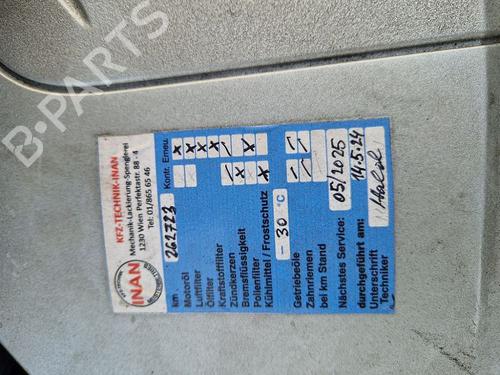 B-PARTS
KFZ-TECHNIK-INAN
Mechanik-Lackierung-Spenglerei
1230 Wien Perfektastr. 88 - 4
Tel: 01/865 65 46
INAN
km 262723 Kontr. Erneu.
Motoröl x
Luftfilter x
Ölfilter x
Kraftstofffilter x
Zündkerzen / /
Bremsflüssigkeit x x
Pollenfilter / /
Kühlmittel / Frostschutz x
- 30 °C
Getriebeöle / /
Zahnriemen / /
bei km Stand
Nächstes Service: 05/2025
durchgeführt am: 14.5.24
Unterschrift
Techniker